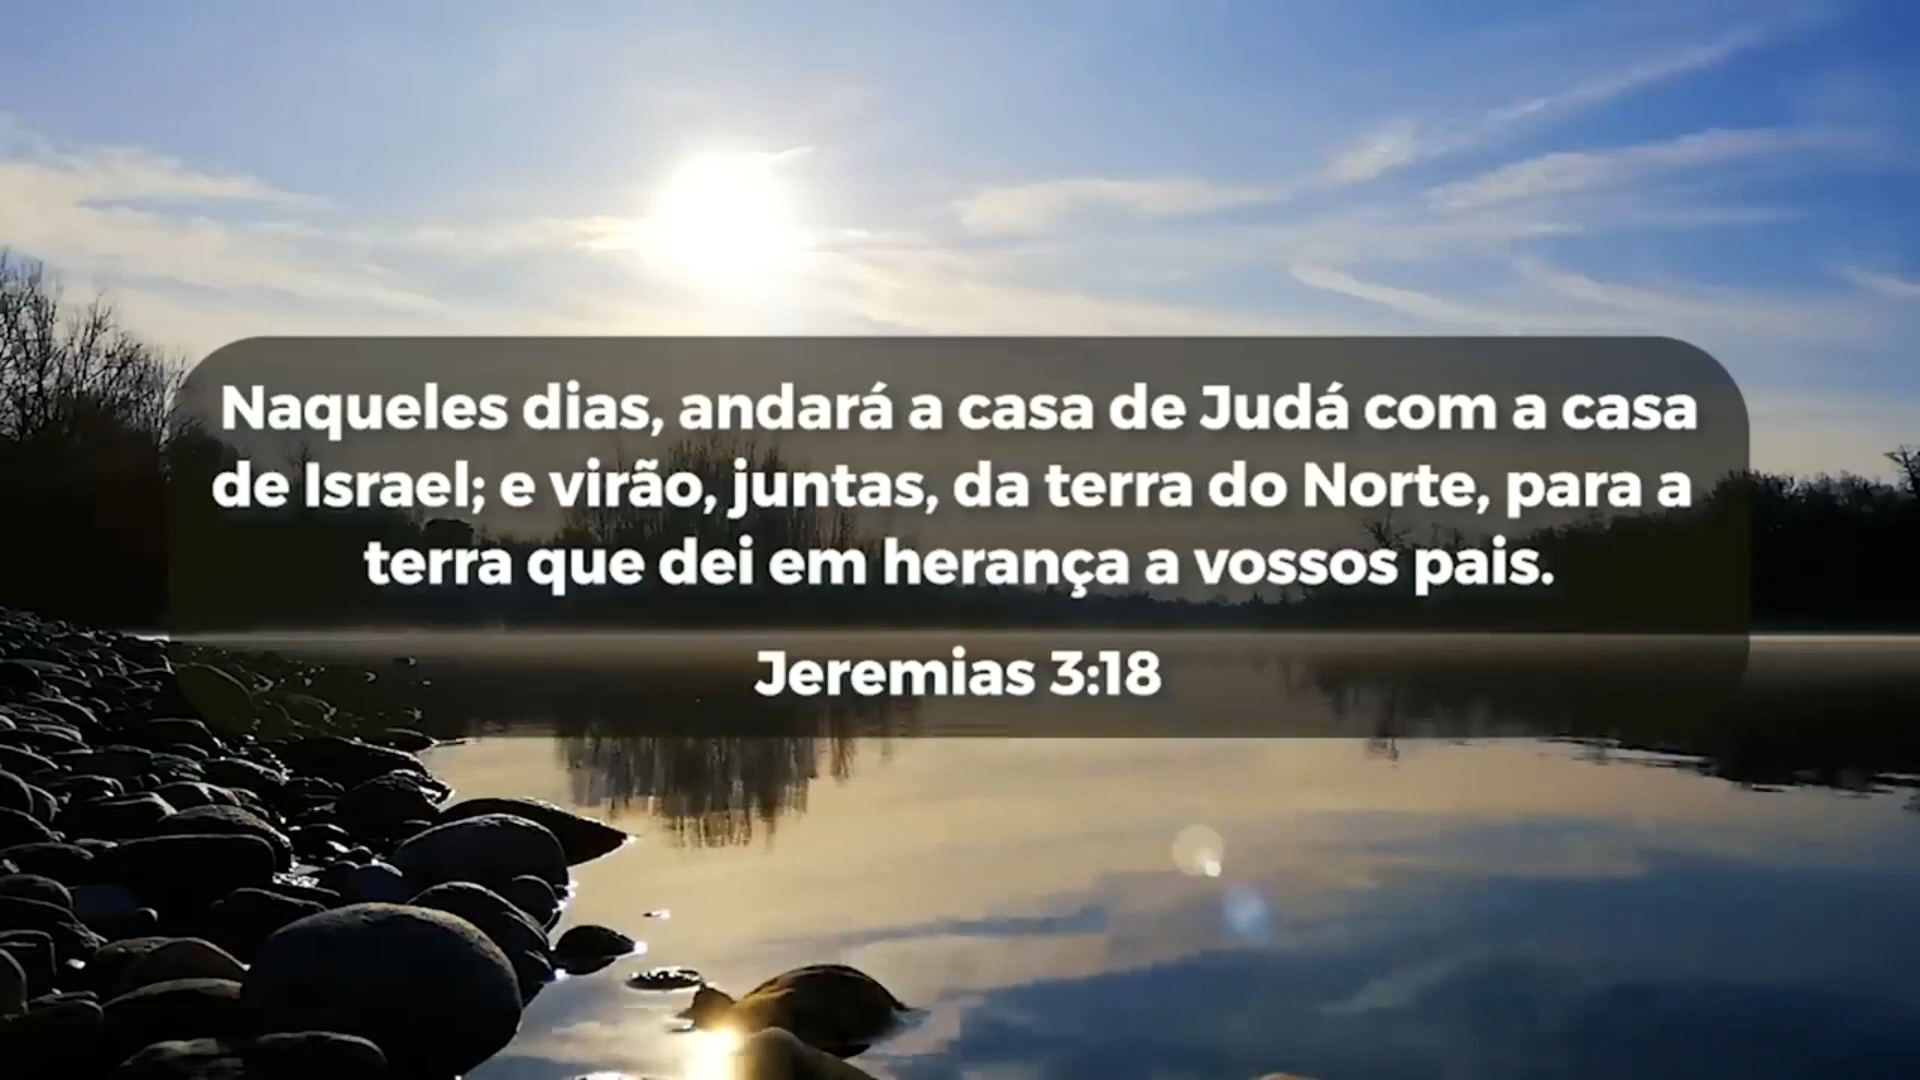 Naqueles dias, andará a casa de Judá com a casa
de Israel; e virão, juntas, da terra do Norte, para a
terra que dei em herança a vossos pais.
Jeremias 3:18